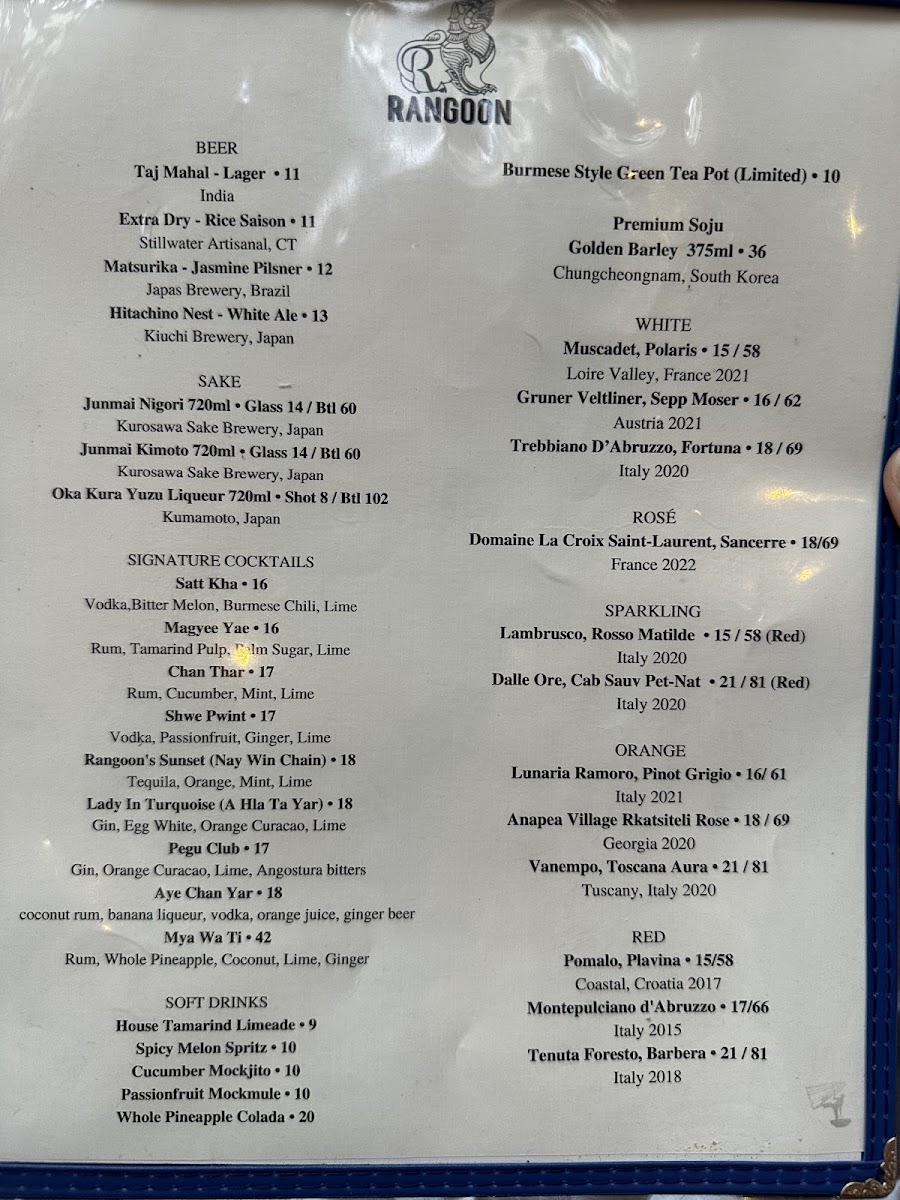 R
RANGOON
BEER
Taj Mahal - Lager • 11
India
Extra Dry - Rice Saison • 11
Stillwater Artisanal, CT
Matsurika - Jasmine Pilsner • 12
Japas Brewery, Brazil
Hitachino Nest - White Ale • 13
Kiuchi Brewery, Japan
SAKE
Junmai Nigori 720ml • Glass 14 / Btl 60
Kurosawa Sake Brewery, Japan
Junmai Kimoto 720ml • Glass 14 / Btl 60
Kurosawa Sake Brewery, Japan
Oka Kura Yuzu Liqueur 720ml • Shot 8 / Btl 102
Kumamoto, Japan
SIGNATURE COCKTAILS
Satt Kha • 16
Vodka,Bitter Melon, Burmese Chili, Lime
Magyee Yae • 16
Rum, Tamarind Pulp, Palm Sugar, Lime
Chan Thar • 17
Rum, Cucumber, Mint, Lime
Shwe Pwint • 17
Vodka, Passionfruit, Ginger, Lime
Rangoon's Sunset (Nay Win Chain) • 18
Tequila, Orange, Mint, Lime
Lady In Turquoise (A Hla Ta Yar) • 18
Gin, Egg White, Orange Curacao, Lime
Pegu Club • 17
Gin, Orange Curacao, Lime, Angostura bitters
Aye Chan Yar • 18
coconut rum, banana liqueur, vodka, orange juice, ginger beer
Mya Wa Ti • 42
Rum, Whole Pineapple, Coconut, Lime, Ginger
SOFT DRINKS
House Tamarind Limeade • 9
Spicy Melon Spritz • 10
Cucumber Mockjito • 10
Passionfruit Mockmule • 10
Whole Pineapple Colada • 20
Burmese Style Green Tea Pot (Limited) • 10
Premium Soju
Golden Barley 375ml • 36
Chungcheongnam, South Korea
WHITE
Muscadet, Polaris • 15 / 58
Loire Valley, France 2021
Gruner Veltliner, Sepp Moser • 16 / 62
Austria 2021
Trebbiano D’Abruzzo, Fortuna • 18 / 69
Italy 2020
ROSÉ
Domaine La Croix Saint-Laurent, Sancerre • 18/69
France 2022
SPARKLING
Lambrusco, Rosso Matilde • 15 / 58 (Red)
Italy 2020
Dalle Ore, Cab Sauv Pet-Nat • 21 / 81 (Red)
Italy 2020
ORANGE
Lunaria Ramoro, Pinot Grigio • 16/ 61
Italy 2021
Anapea Village Rkatsiteli Rose • 18 / 69
Georgia 2020
Vanempo, Toscana Aura • 21 / 81
Tuscany, Italy 2020
RED
Pomalo, Plavina • 15/58
Coastal, Croatia 2017
Montepulciano d'Abruzzo • 17/66
Italy 2015
Tenuta Foresto, Barbera • 21 / 81
Italy 2018